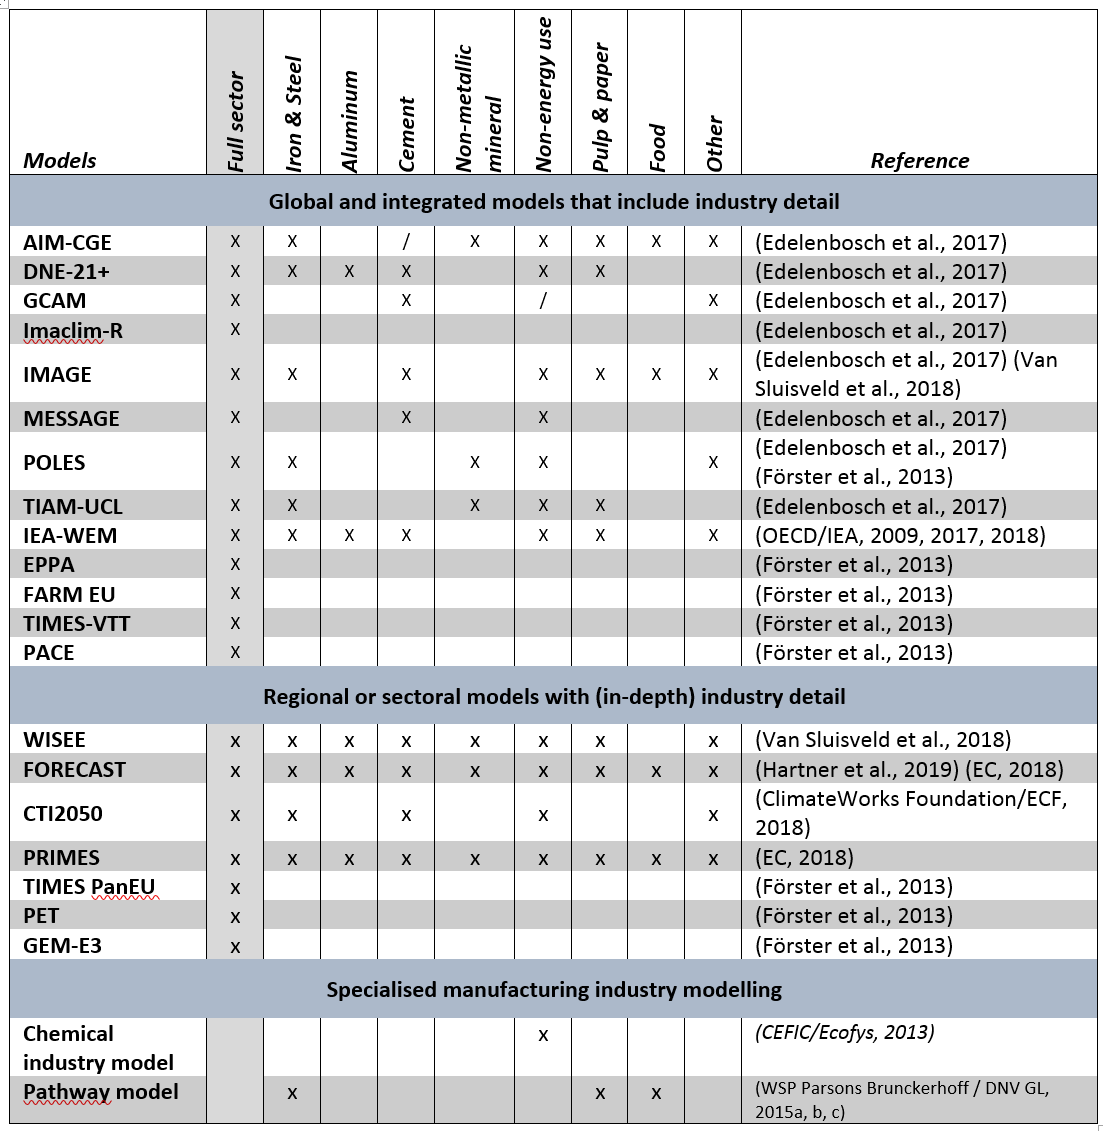 Models Full sector Iron & Steel Aluminum Cement Non-metallic mineral Non-energy use Pulp & paper Food Other Reference
Global and integrated models that include industry detail
AIM-CGE X X / X X X X X (Edelenbosch et al., 2017)
DNE-21+ X X X X X X (Edelenbosch et al., 2017)
GCAM X X / X (Edelenbosch et al., 2017)
Imaclim-R X (Edelenbosch et al., 2017)
IMAGE X X X X X X X (Edelenbosch et al., 2017) (Van
Sluisveld et al., 2018)
MESSAGE X X X (Edelenbosch et al., 2017)
POLES X X X X X (Edelenbosch et al., 2017)
(Förster et al., 2013)
TIAM-UCL X X X X X (Edelenbosch et al., 2017)
IEA-WEM X X X X X X X (OECD/IEA, 2009, 2017, 2018)
EPPA X (Förster et al., 2013)
FARM EU X (Förster et al., 2013)
TIMES-VTT X (Förster et al., 2013)
PACE X (Förster et al., 2013)
Regional or sectoral models with (in-depth) industry detail
WISEE x x x x x x x x (Van Sluisveld et al., 2018)
FORECAST x x x x x x x x x (Hartner et al., 2019) (EC, 2018)
CTI2050 x x x x x (ClimateWorks Foundation/ECF,
2018)
PRIMES x x x x x x x x x (EC, 2018)
TIMES PanEU x (Förster et al., 2013)
PET x (Förster et al., 2013)
GEM-E3 x (Förster et al., 2013)
Specialised manufacturing industry modelling
Chemical
industry model x (CEFIC/Ecofys, 2013)
Pathway model x x x (WSP Parsons Brunckerhoff / DNV GL,
2015a, b, c)